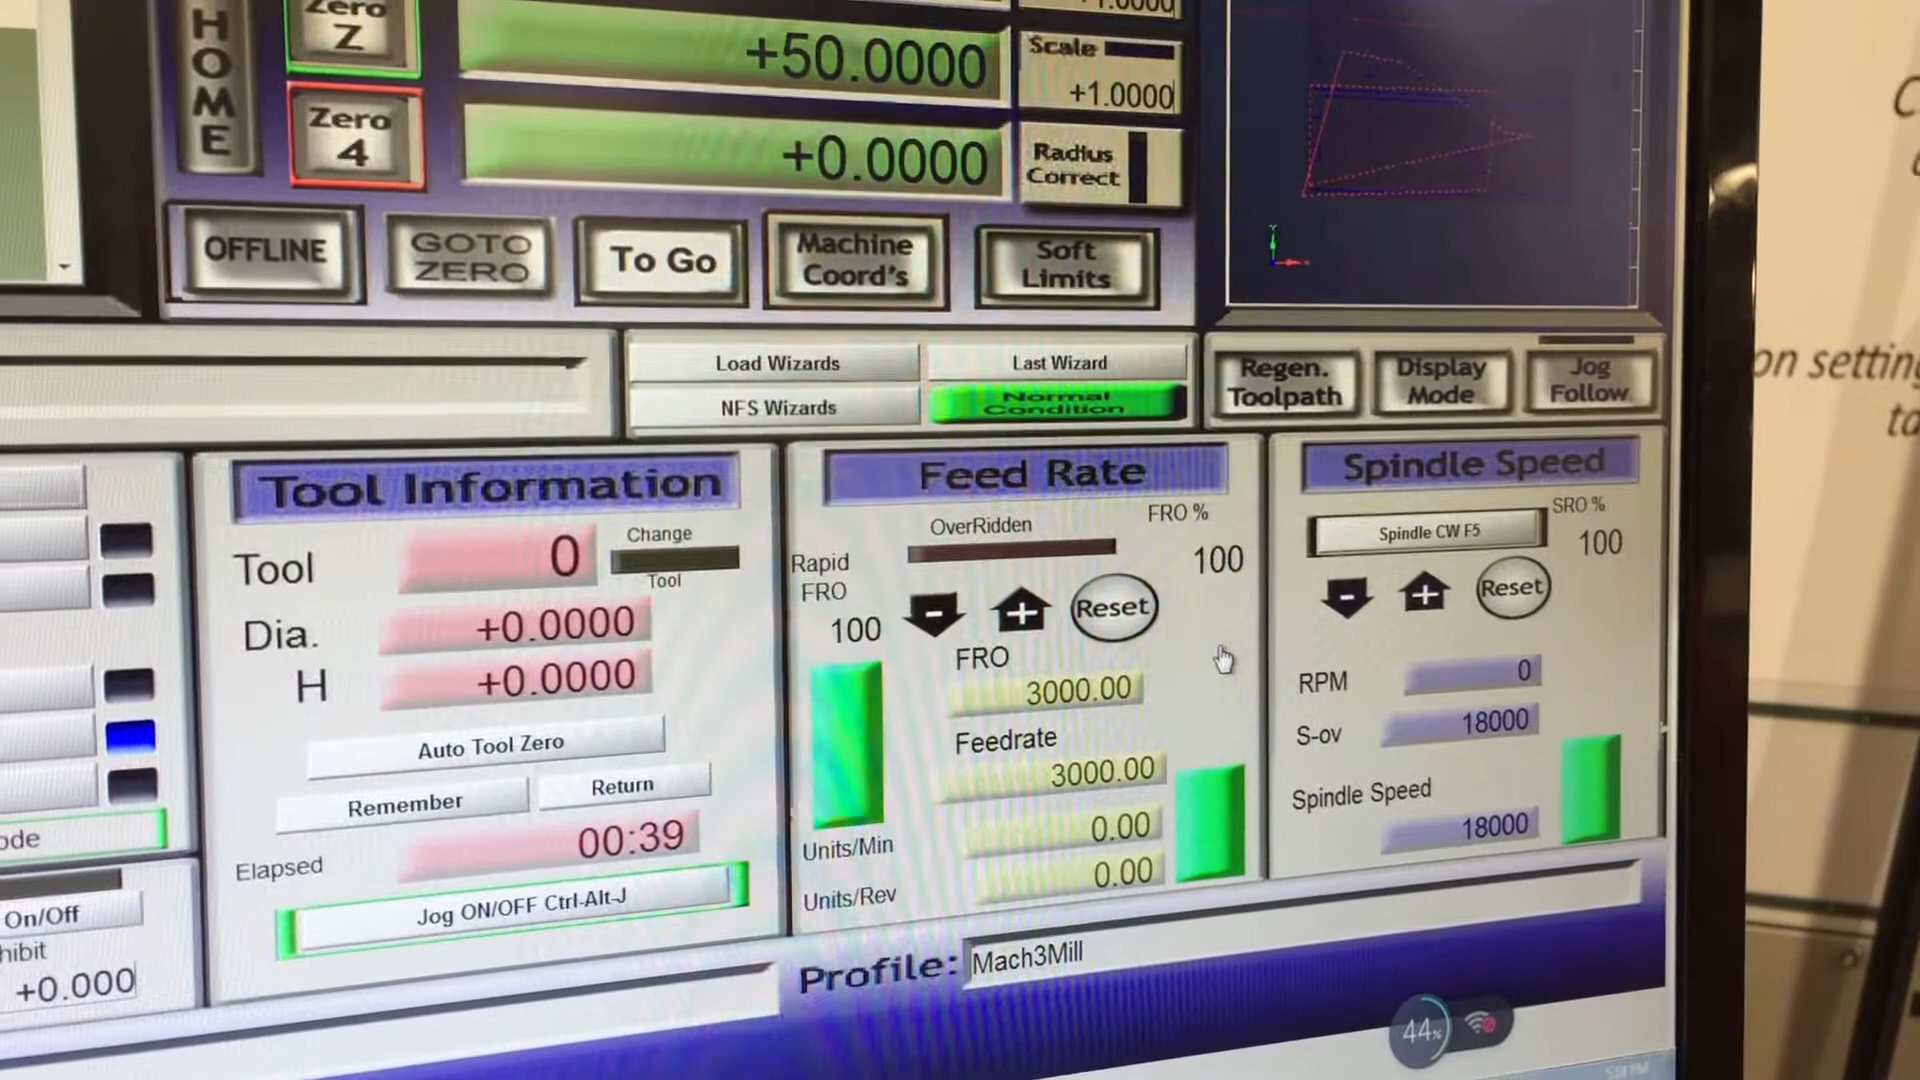 HOME
Zero
Z
+50.0000
Scale
+1.0000
Zero
4
+0.0000
Radius
Correct
OFFLINE
GOTO
ZERO
To Go
Machine
Coord's
Soft
Limits
Load Wizards
Last Wizard
NFS Wizards
Normal
Condition
Regen.
Toolpath
Display
Mode
Jog
Follow
on setting
Tool Information
Tool
0
Change
Tool
Dia.
+0.0000
H
+0.0000
Auto Tool Zero
Remember
Return
Elapsed
00:39
Jog ON/OFF Ctrl-Alt-J
Feed Rate
OverRidden
FRO %
100
Rapid
FRO
100
-
+
Reset
FRO
3000.00
Feedrate
3000.00
Units/Min
0.00
Units/Rev
0.00
Spindle Speed
Spindle CW F5
SRO %
100
-
+
Reset
RPM
0
S-ov
18000
Spindle Speed
18000
On/Off
+0.000
Profile:
Mach3Mill
44%